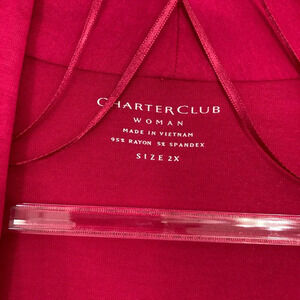 CHARTER CLUB
WOMAN
MADE IN VIETNAM
95% RAYON 5% SPANDEX
SIZE 2X